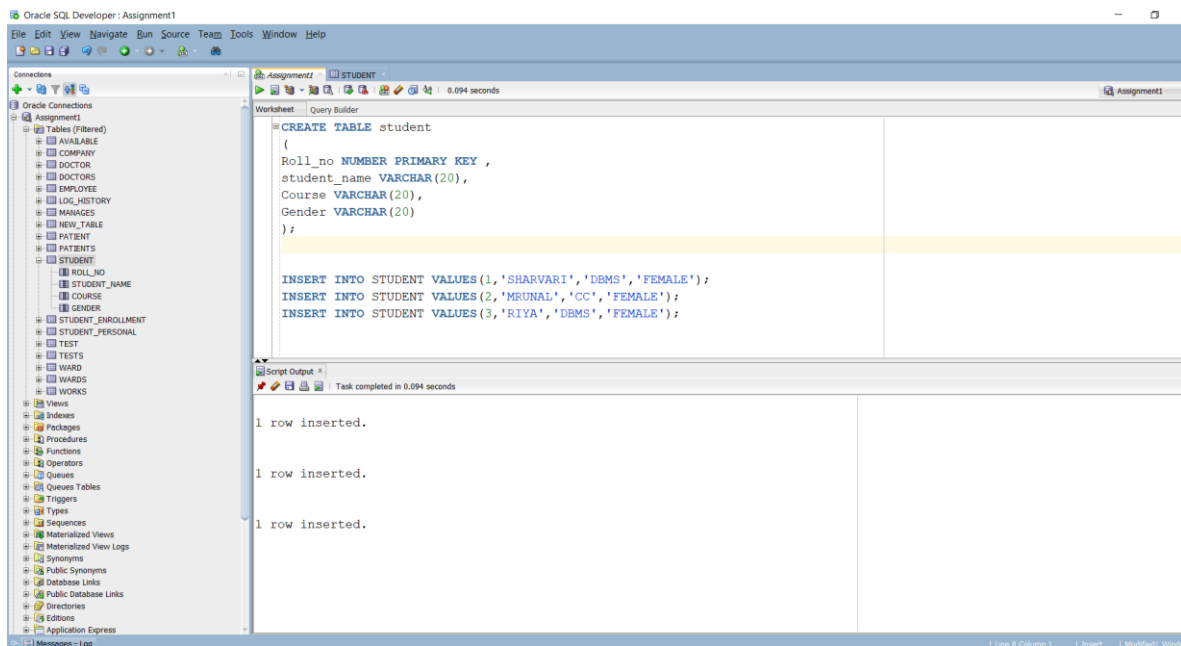 Oracle SQL Developer : Assignment1
File Edit View Navigate Run Source Team Tools Window Help
Connections
Assignment1
STUDENT
0.094 seconds
Assignment1
Worksheet Query Builder
Oracle Connections
Assignment1
Tables (Filtered)
AVAILABLE
COMPANY
DOCTOR
DOCTORS
EMPLOYEE
LOG_HISTORY
MANAGES
NEW_TABLE
PATIENT
PATIENTS
STUDENT
ROLL_NO
STUDENT_NAME
COURSE
GENDER
STUDENT_ENROLLMENT
STUDENT_PERSONAL
TEST
TESTS
WARD
WARDS
WORKS
Views
Indexes
Packages
Procedures
Functions
Operators
Queues
Queues Tables
Triggers
Types
Sequences
Materialized Views
Materialized View Logs
Synonyms
Public Synonyms
Database Links
Public Database Links
Directories
Editions
Application Express
CREATE TABLE student
(
Roll_no NUMBER PRIMARY KEY ,
student_name VARCHAR(20),
Course VARCHAR(20),
Gender VARCHAR(20)
);
INSERT INTO STUDENT VALUES(1,'SHARVARI','DBMS','FEMALE');
INSERT INTO STUDENT VALUES(2,'MRUNAL','CC','FEMALE');
INSERT INTO STUDENT VALUES(3,'RIYA','DBMS','FEMALE');
Script Output
Task completed in 0.094 seconds
1 row inserted.
1 row inserted.
1 row inserted.
Messages - Log
Line 8 Column 1 Insert Modified